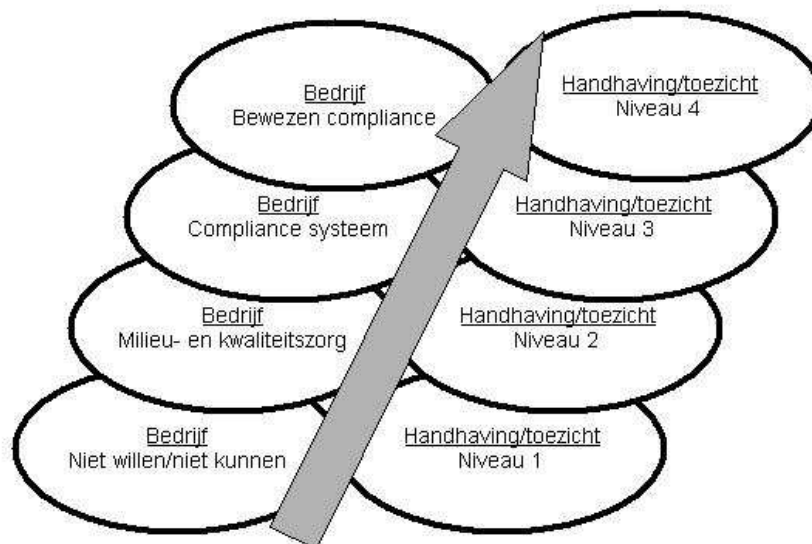 Bedrijf
Bewezen compliance
Handhaving/toezicht
Niveau 4
Bedrijf
Compliance systeem
Handhaving/toezicht
Niveau 3
Bedrijf
Milieu- en kwaliteitszorg
Handhaving/toezicht
Niveau 2
Bedrijf
Niet willen/niet kunnen
Handhaving/toezicht
Niveau 1